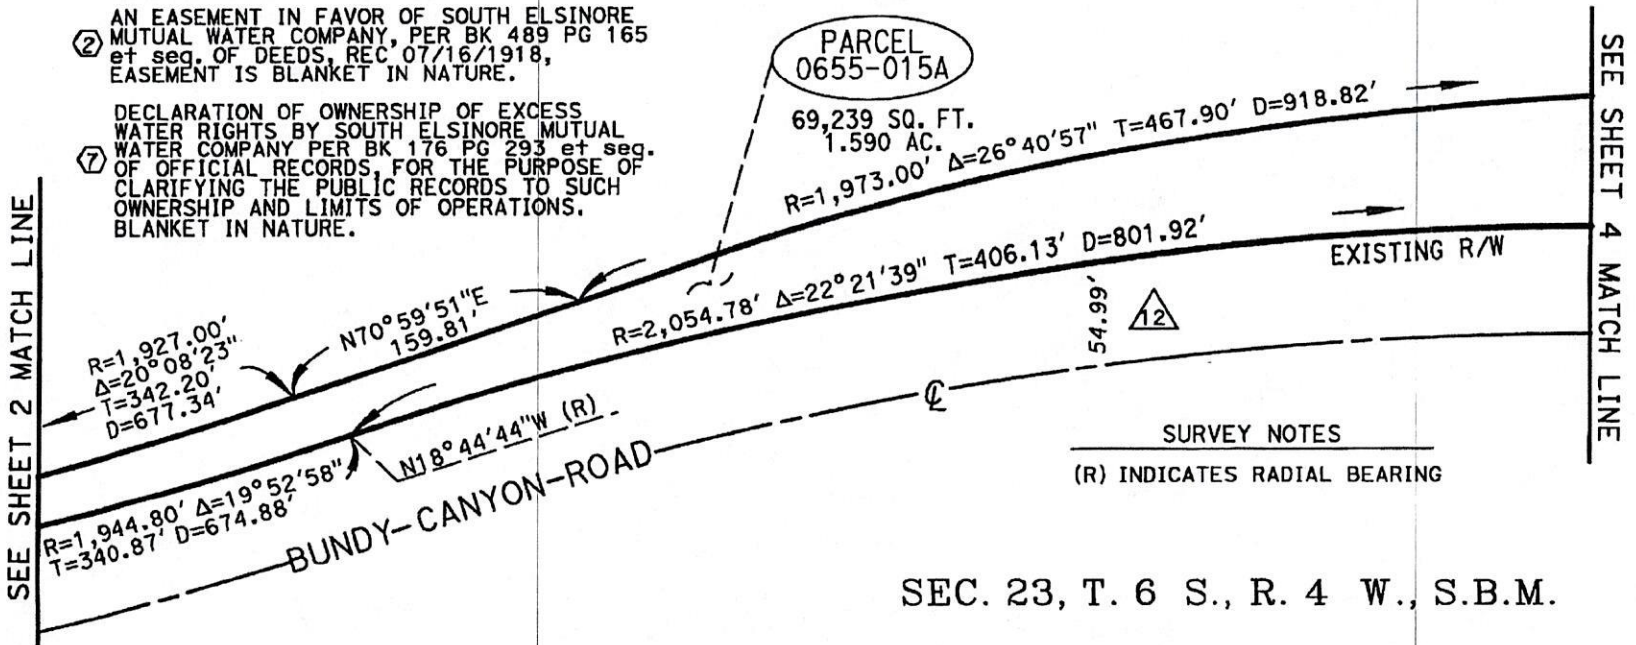 AN EASEMENT IN FAVOR OF SOUTH ELSINORE
2 MUTUAL WATER COMPANY, PER BK 489 PG 165
et seq. OF DEEDS, REC 07/16/1918,
EASEMENT IS BLANKET IN NATURE.
DECLARATION OF OWNERSHIP OF EXCESS
WATER RIGHTS BY SOUTH ELSINORE MUTUAL
7 WATER COMPANY PER BK 176 PG 293 et seq.
OF OFFICIAL RECORDS, FOR THE PURPOSE OF
CLARIFYING THE PUBLIC RECORDS TO SUCH
OWNERSHIP AND LIMITS OF OPERATIONS.
BLANKET IN NATURE.
PARCEL
0655-015A
69,239 SQ. FT.
1.590 AC.
R=1,973.00' Δ=26°40'57" T=467.90' D=918.82'
SEE SHEET 4 MATCH LINE
SEE SHEET 2 MATCH LINE
R=1,927.00'
Δ=20°08'23"
T=342.20'
D=677.34'
N70°59'51"E
159.81'
R=2,054.78' Δ=22°21'39" T=406.13' D=801.92'
EXISTING R/W
54.99'
12
N18°44'44"W (R)
R=1,944.80' Δ=19°52'58"
T=340.87' D=674.88'
BUNDY-CANYON-ROAD
℄
SURVEY NOTES
(R) INDICATES RADIAL BEARING
SEC. 23, T. 6 S., R. 4 W., S.B.M.